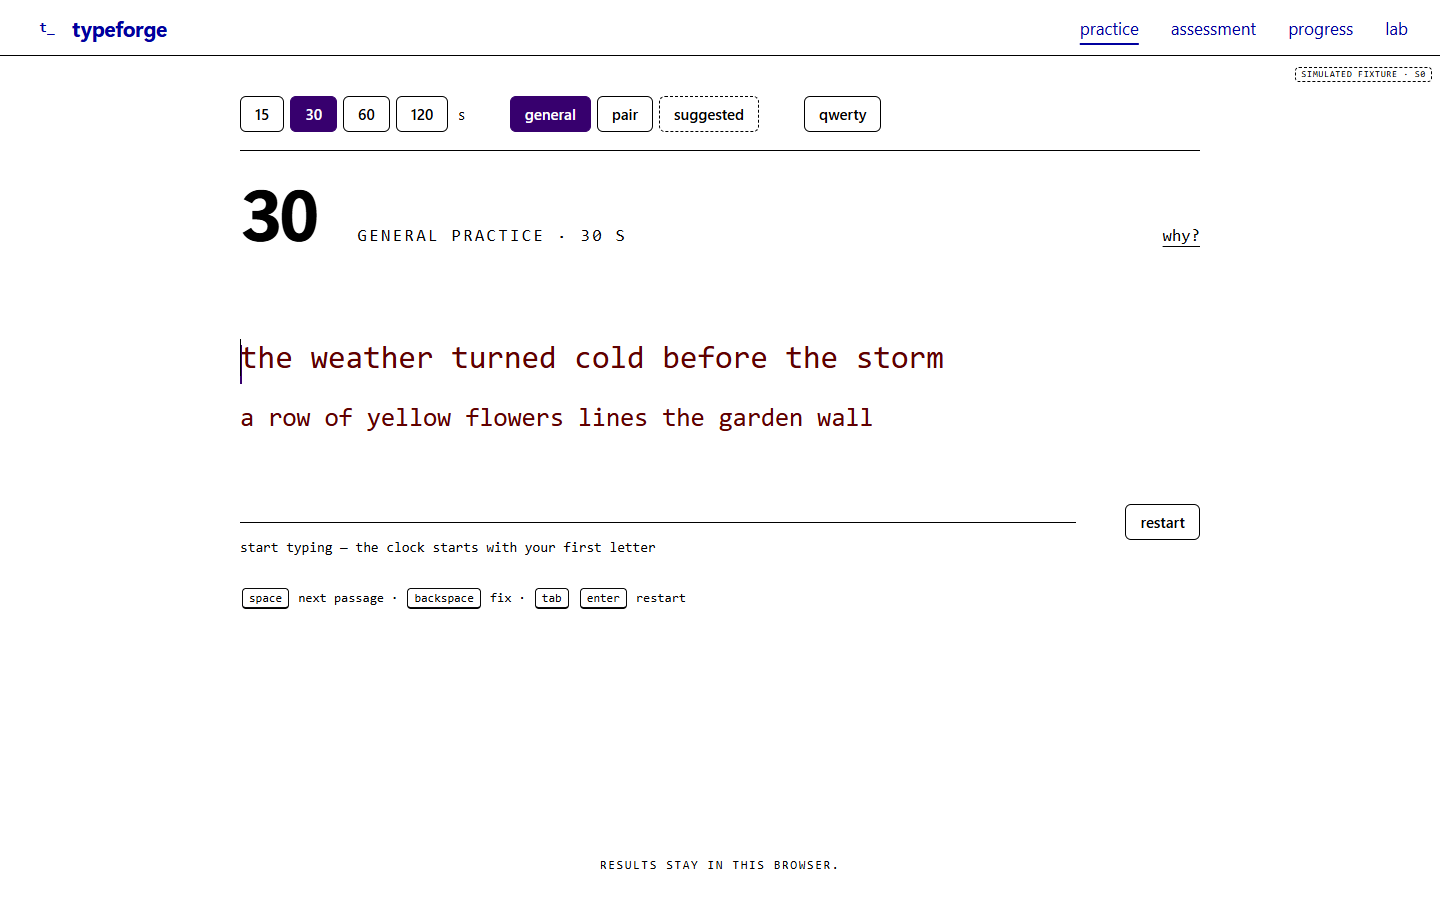 t_ typeforge practice assessment progress lab
SIMULATED FIXTURE · S0
15 30 60 120 s general pair suggested qwerty
30 GENERAL PRACTICE · 30 S why?
the weather turned cold before the storm
a row of yellow flowers lines the garden wall
restart
start typing — the clock starts with your first letter
space next passage · backspace fix · tab enter restart
RESULTS STAY IN THIS BROWSER.